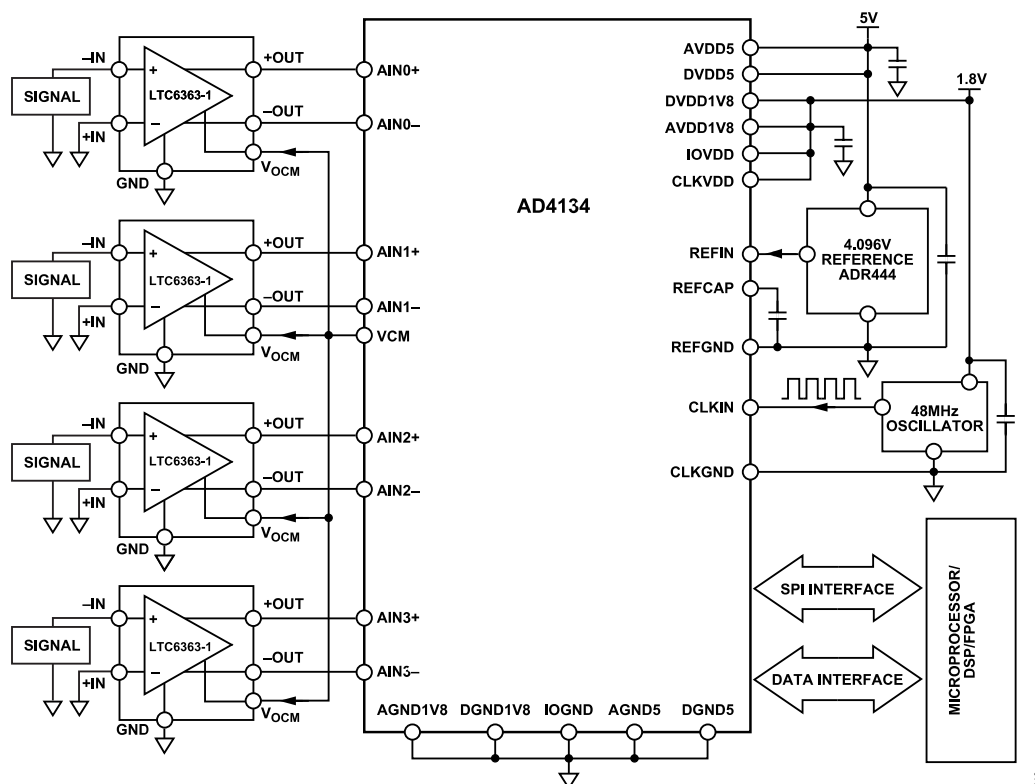 –IN
+OUT
SIGNAL
+
LTC6363-1
–
–OUT
+IN
GND
VOCM
AIN0+
AIN0–
–IN
+OUT
SIGNAL
+
LTC6363-1
–
–OUT
+IN
GND
VOCM
AIN1+
AIN1–
VCM
–IN
+OUT
SIGNAL
+
LTC6363-1
–
–OUT
+IN
GND
VOCM
AIN2+
AIN2–
–IN
+OUT
SIGNAL
+
LTC6363-1
–
–OUT
+IN
GND
VOCM
AIN3+
AIN3–
AD4134
AGND1V8
DGND1V8
IOGND
AGND5
DGND5
5V
1.8V
AVDD5
DVDD5
DVDD1V8
AVDD1V8
IOVDD
CLKVDD
REFIN
REFCAP
REFGND
CLKIN
CLKGND
4.096V
REFERENCE
ADR444
48MHz
OSCILLATOR
SPI INTERFACE
DATA INTERFACE
MICROPROCESSOR/
DSP/FPGA